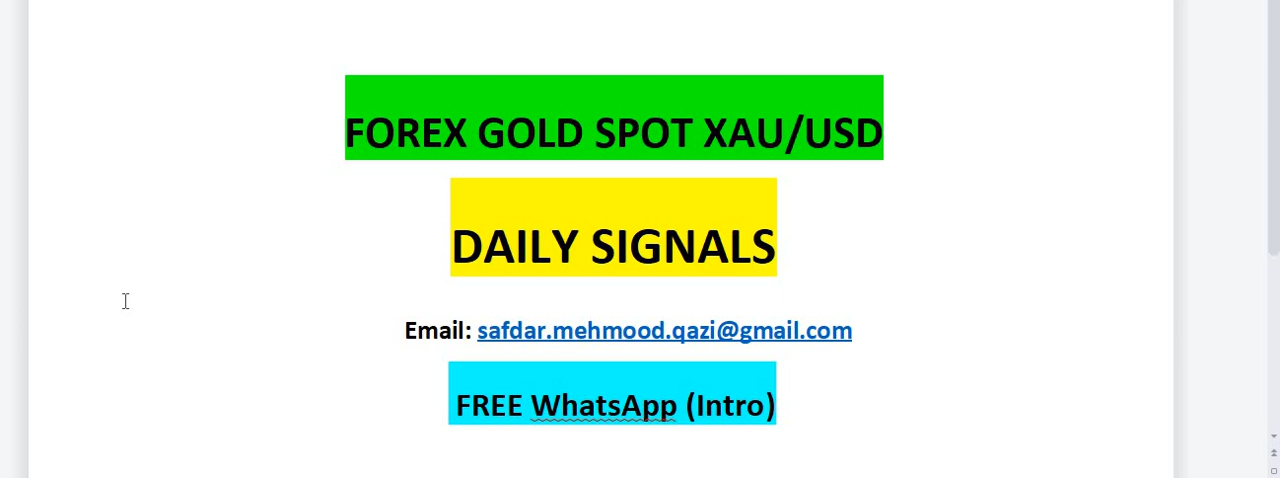 FOREX GOLD SPOT XAU/USD
DAILY SIGNALS
Email: safdar.mehmood.qazi@gmail.com
FREE WhatsApp (Intro)